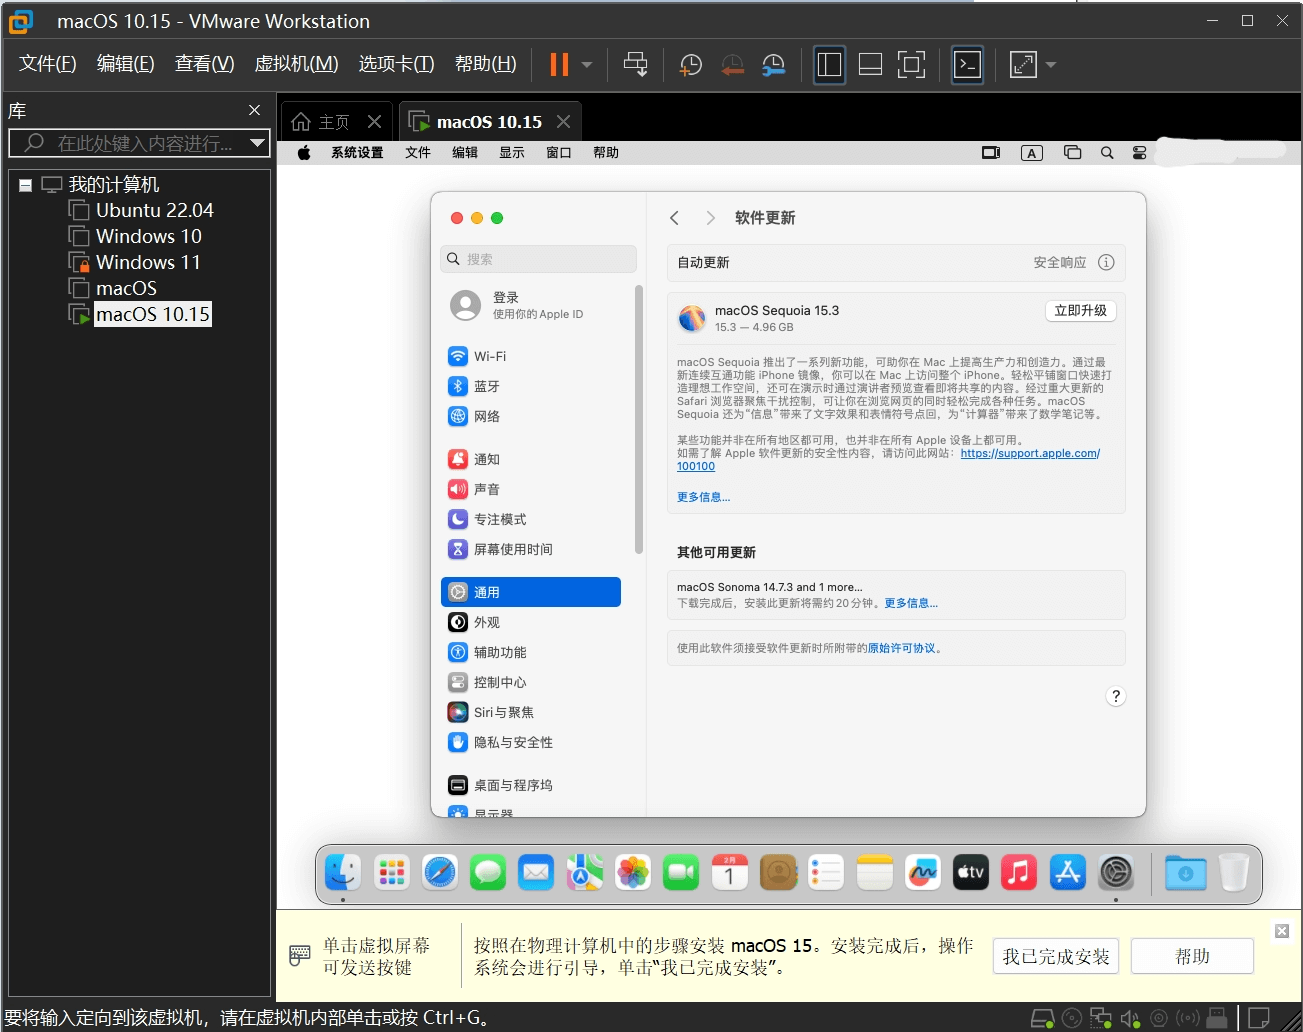 macOS 10.15 - VMware Workstation
文件(F) 编辑(E) 查看(V) 虚拟机(M) 选项卡(T) 帮助(H)
库
在此处键入内容进行...
我的计算机
Ubuntu 22.04
Windows 10
Windows 11
macOS
macOS 10.15
主页
macOS 10.15
系统设置 文件 编辑 显示 窗口 帮助
A
搜索
登录
使用你的 Apple ID
Wi-Fi
蓝牙
网络
通知
声音
专注模式
屏幕使用时间
通用
外观
辅助功能
控制中心
Siri与聚焦
隐私与安全性
桌面与程序坞
显示器
软件更新
自动更新 安全响应
macOS Sequoia 15.3
15.3 — 4.96 GB
立即升级
macOS Sequoia 推出了一系列新功能，可助你在 Mac 上提高生产力和创造力。通过最
新连续互通功能 iPhone 镜像，你可以在 Mac 上访问整个 iPhone。轻松平铺窗口快速打
造理想工作空间，还可在演示时通过演讲者预览查看即将共享的内容。经过重大更新的
Safari 浏览器聚焦干扰控制，可让你在浏览网页的同时轻松完成各种任务。macOS
Sequoia 还为“信息”带来了文字效果和表情符号点回，为“计算器”带来了数学笔记等。
某些功能并非在所有地区都可用，也并非在所有 Apple 设备上都可用。
如需了解 Apple 软件更新的安全性内容，请访问此网站：https://support.apple.com/
100100
更多信息...
其他可用更新
macOS Sonoma 14.7.3 and 1 more...
下载完成后，安装此更新将需约 20 分钟。更多信息...
使用此软件须接受软件更新时所附带的原始许可协议。
?
2月
1
tv
单击虚拟屏幕
可发送按键
按照在物理计算机中的步骤安装 macOS 15。安装完成后，操作
系统会进行引导，单击“我已完成安装”。
我已完成安装
帮助
要将输入定向到该虚拟机，请在虚拟机内部单击或按 Ctrl+G。